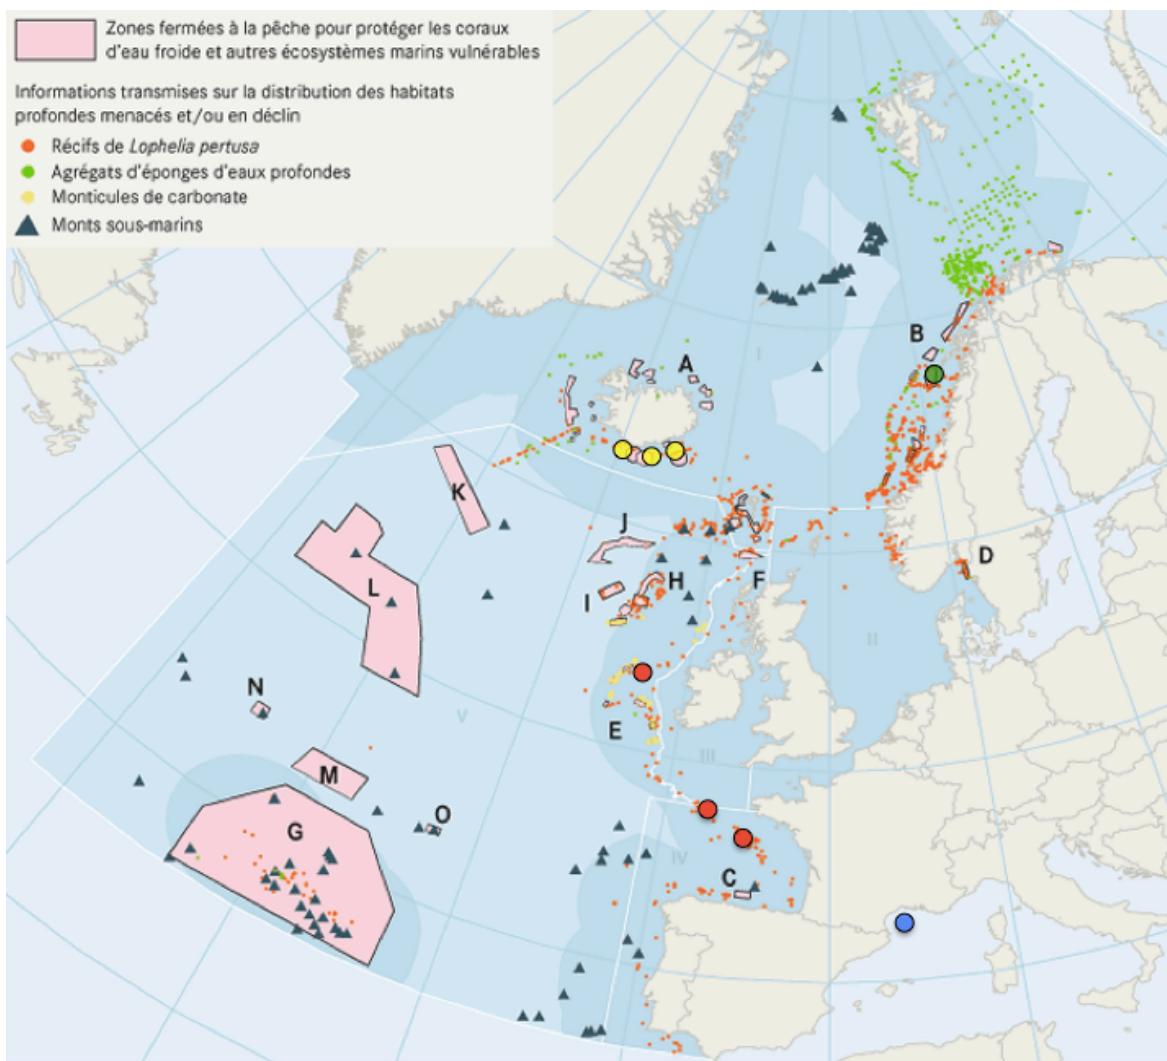 Zones fermées à la pêche pour protéger les coraux
d'eau froide et autres écosystèmes marins vulnérables
Informations transmises sur la distribution des habitats
profondes menacés et/ou en déclin
Récifs de Lophelia pertusa
Agrégats d'éponges d'eaux profondes
Monticules de carbonate
Monts sous-marins
I
B
A
K
J
D
L
H
F
I
II
N
V
E
M
III
O
G
IV
C